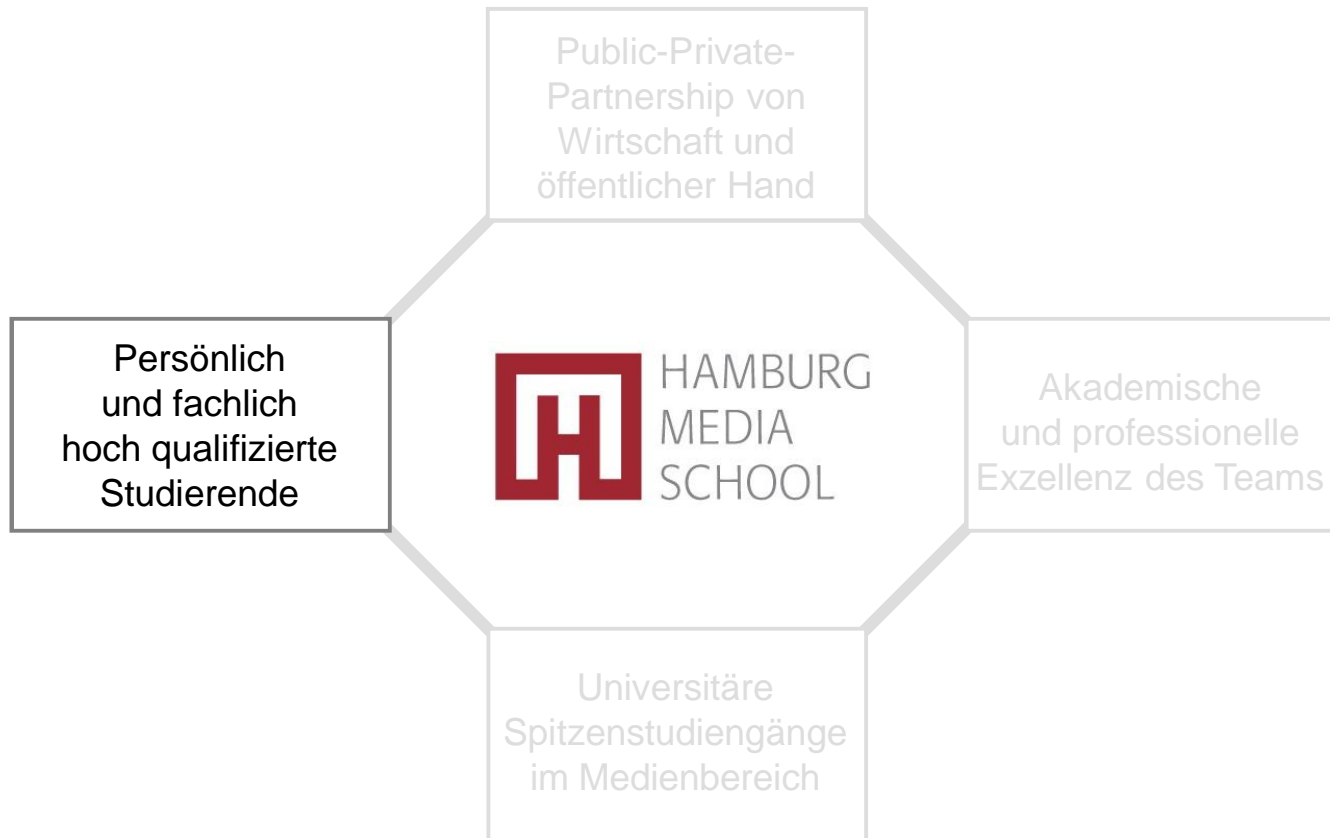 Public-Private-
Partnership von
Wirtschaft und
öffentlicher Hand
Persönlich
und fachlich
hoch qualifizierte
Studierende
HAMBURG
MEDIA
SCHOOL
Akademische
und professionelle
Exzellenz des Teams
Universitäre
Spitzenstudiengänge
im Medienbereich